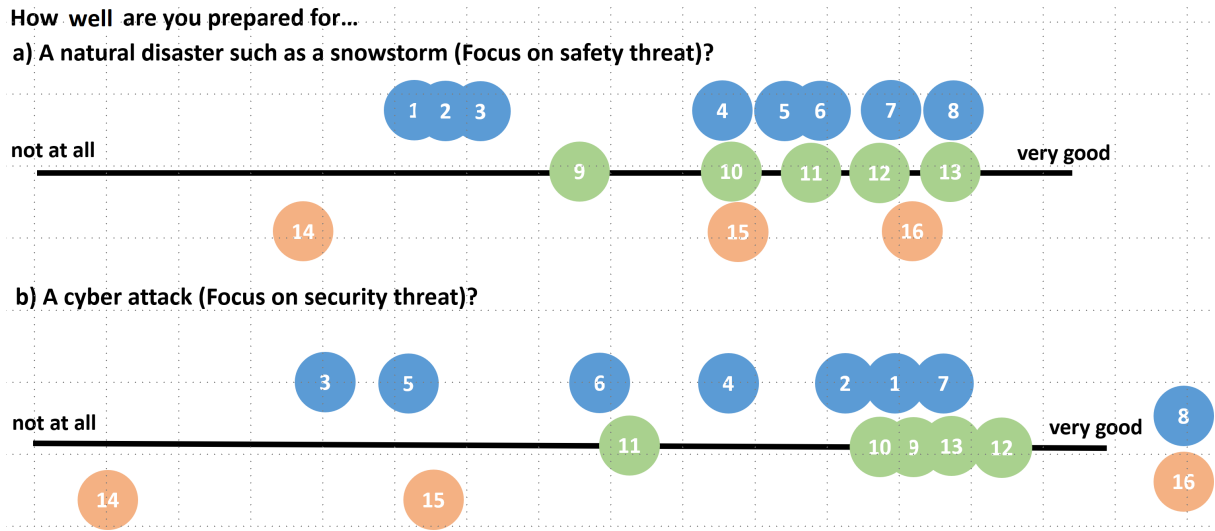 How well are you prepared for...
a) A natural disaster such as a snowstorm (Focus on safety threat)?
1 2 3 4 5 6 7 8
not at all very good
9 10 11 12 13
14 15 16
b) A cyber attack (Focus on security threat)?
3 5 6 4 2 1 7
8
not at all very good
11 10 9 13 12
14 15 16